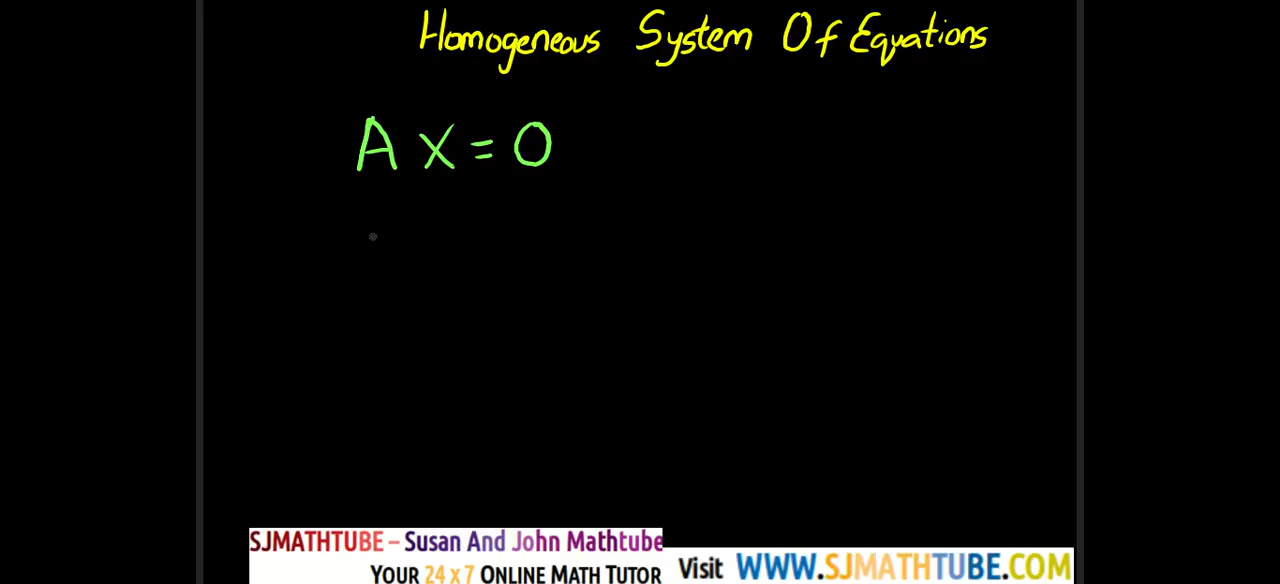 Homogeneous System Of Equations
A X = 0
SJMATHTUBE – Susan And John Mathtube
YOUR 24 x 7 ONLINE MATH TUTOR
Visit WWW.SJMATHTUBE.COM